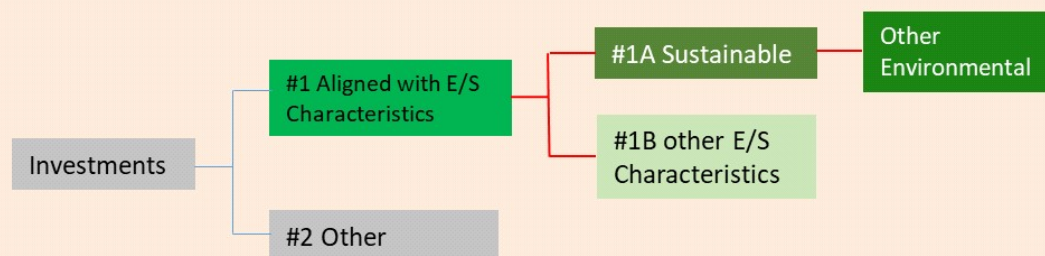 Investments
#1 Aligned with E/S
Characteristics
#2 Other
#1A Sustainable
#1B other E/S
Characteristics
Other
Environmental